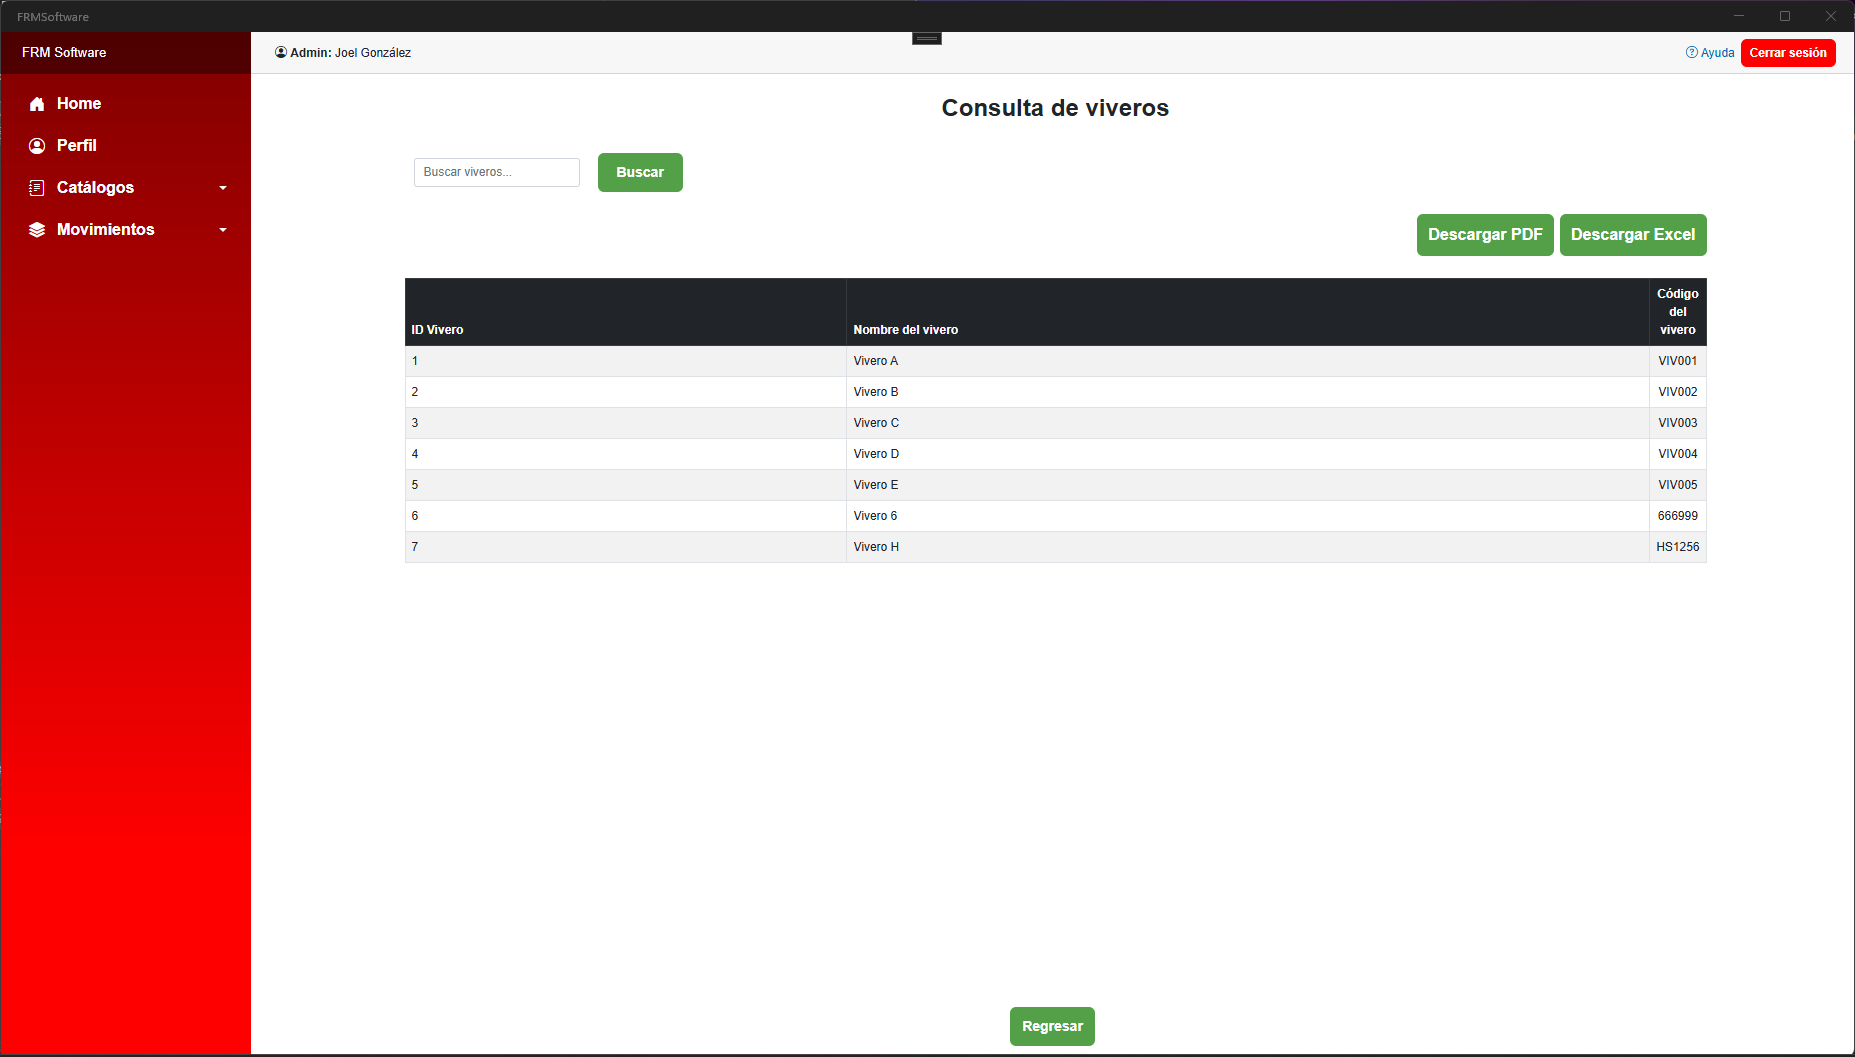 FRMSoftware
FRM Software
Admin: Joel González
Ayuda
Cerrar sesión
Home
Perfil
Catálogos
Movimientos
Consulta de viveros
Buscar viveros...
Buscar
Descargar PDF
Descargar Excel
ID Vivero Nombre del vivero Código del vivero
1 Vivero A VIV001
2 Vivero B VIV002
3 Vivero C VIV003
4 Vivero D VIV004
5 Vivero E VIV005
6 Vivero 6 666999
7 Vivero H HS1256
Regresar